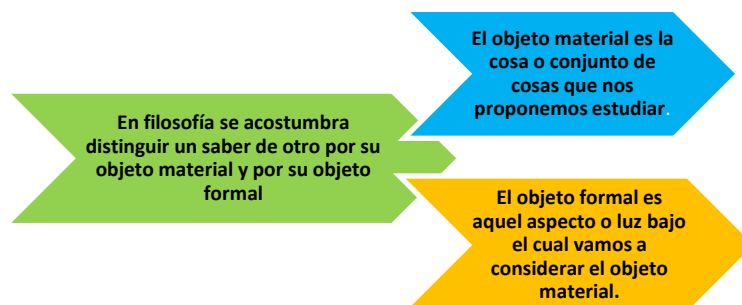 En filosofía se acostumbra
distinguir un saber de otro por su
objeto material y por su objeto
formal
El objeto material es la
cosa o conjunto de
cosas que nos
proponemos estudiar.
El objeto formal es
aquel aspecto o luz bajo
el cual vamos a
considerar el objeto
material.